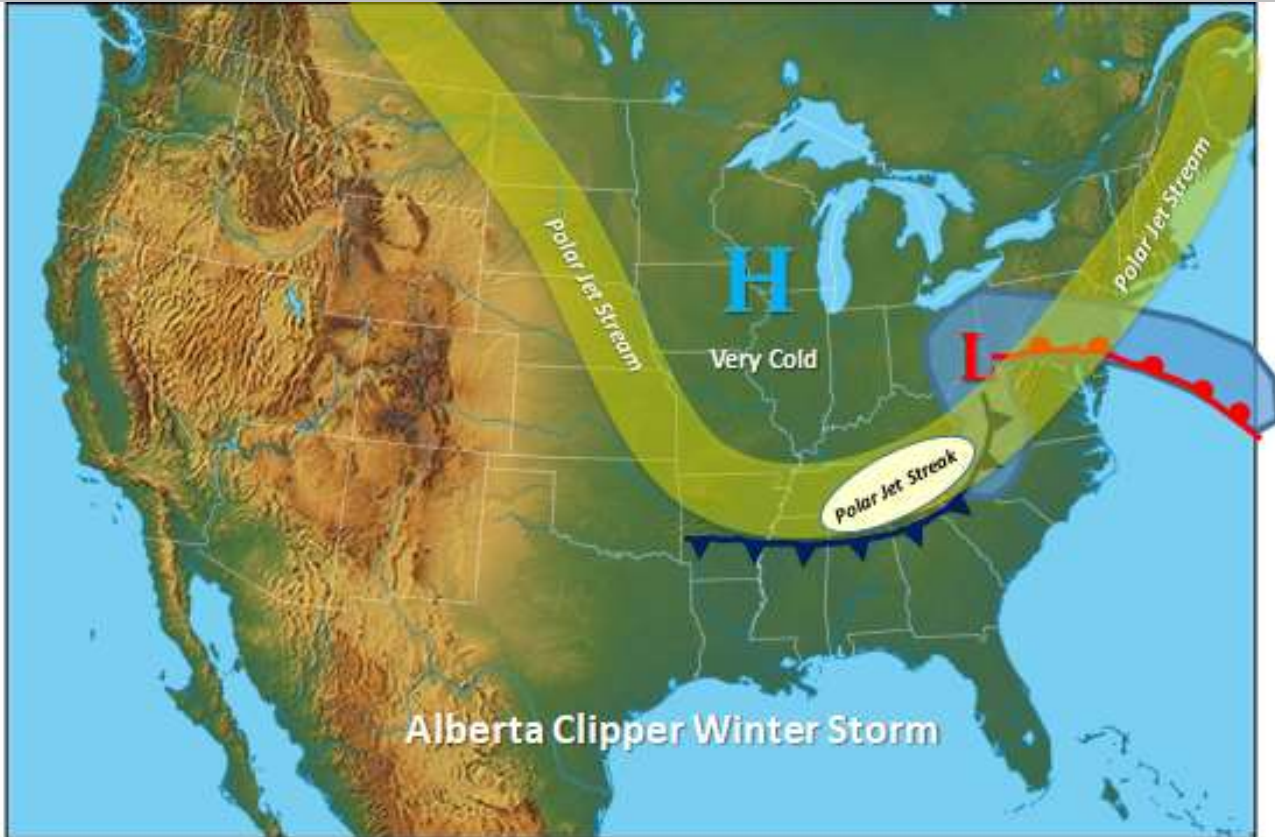 Polar Jet Stream
Polar Jet Stream
H
Very Cold
L
Polar Jet Streak
Alberta Clipper Winter Storm